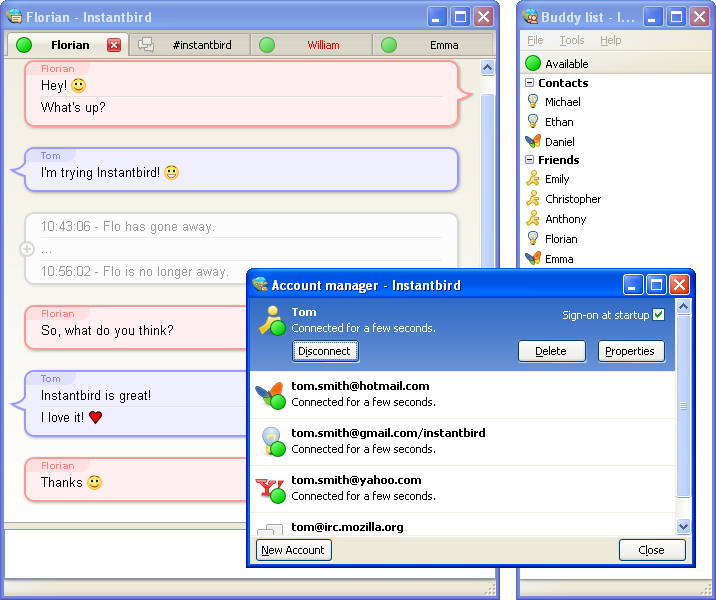 Florian - Instantbird
Florian
#instantbird
William
Emma
Florian
Hey!
What's up?
Tom
I'm trying Instantbird!
10:43:06 - Flo has gone away.
...
10:56:02 - Flo is no longer away.
Florian
So, what do you think?
Tom
Instantbird is great!
I love it!
Florian
Thanks
Buddy list - I...
File Tools Help
Available
Contacts
Michael
Ethan
Daniel
Friends
Emily
Christopher
Anthony
Florian
Emma
Account manager - Instantbird
Tom
Connected for a few seconds.
Sign-on at startup
Disconnect
Delete
Properties
tom.smith@hotmail.com
Connected for a few seconds.
tom.smith@gmail.com/instantbird
Connected for a few seconds.
tom.smith@yahoo.com
Connected for a few seconds.
tom@irc.mozilla.org
New Account
Close